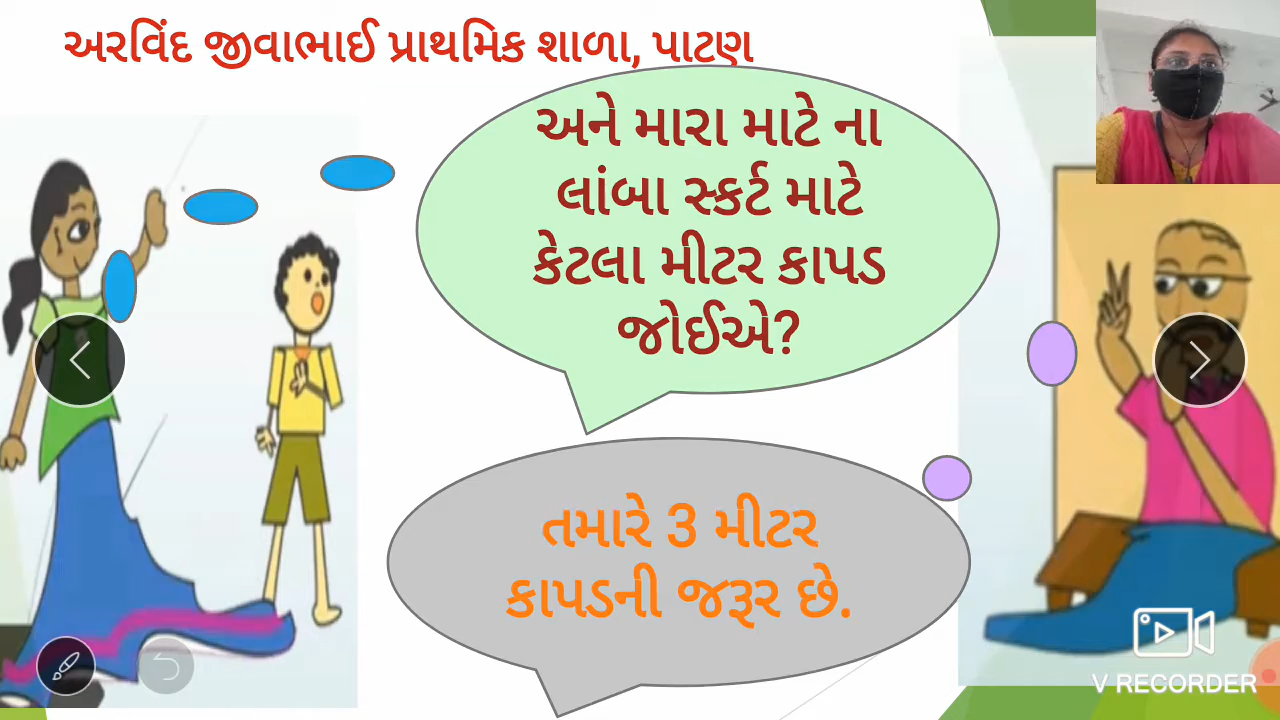 અરવિંદ જીવાભાઈ પ્રાથમિક શાળા, પાટણ
અને મારા માટે ના
લાંબા સ્કર્ટ માટે
કેટલા મીટર કાપડ
જોઈએ?
તમારે 3 મીટર
કાપડની જરૂર છે.
V RECORDER